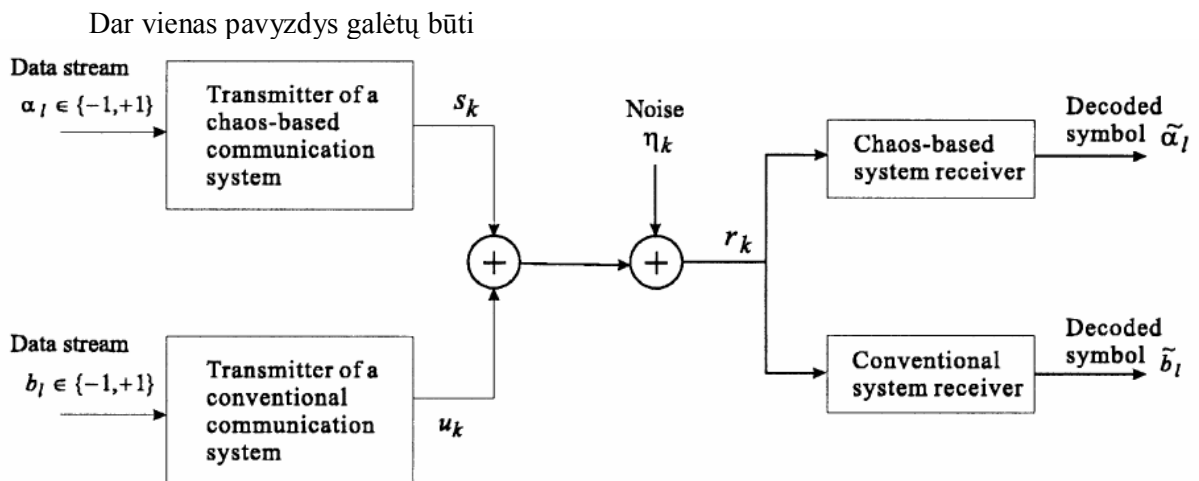 Dar vienas pavyzdys galėtų būti
Data stream
α_l ∈ {-1,+1}
Transmitter of a
chaos-based
communication
system
s_k
Noise
η_k
Chaos-based
system receiver
Decoded
symbol α̃_l
+
+
r_k
Data stream
b_l ∈ {-1,+1}
Transmitter of a
conventional
communication
system
u_k
Conventional
system receiver
Decoded
symbol b̃_l